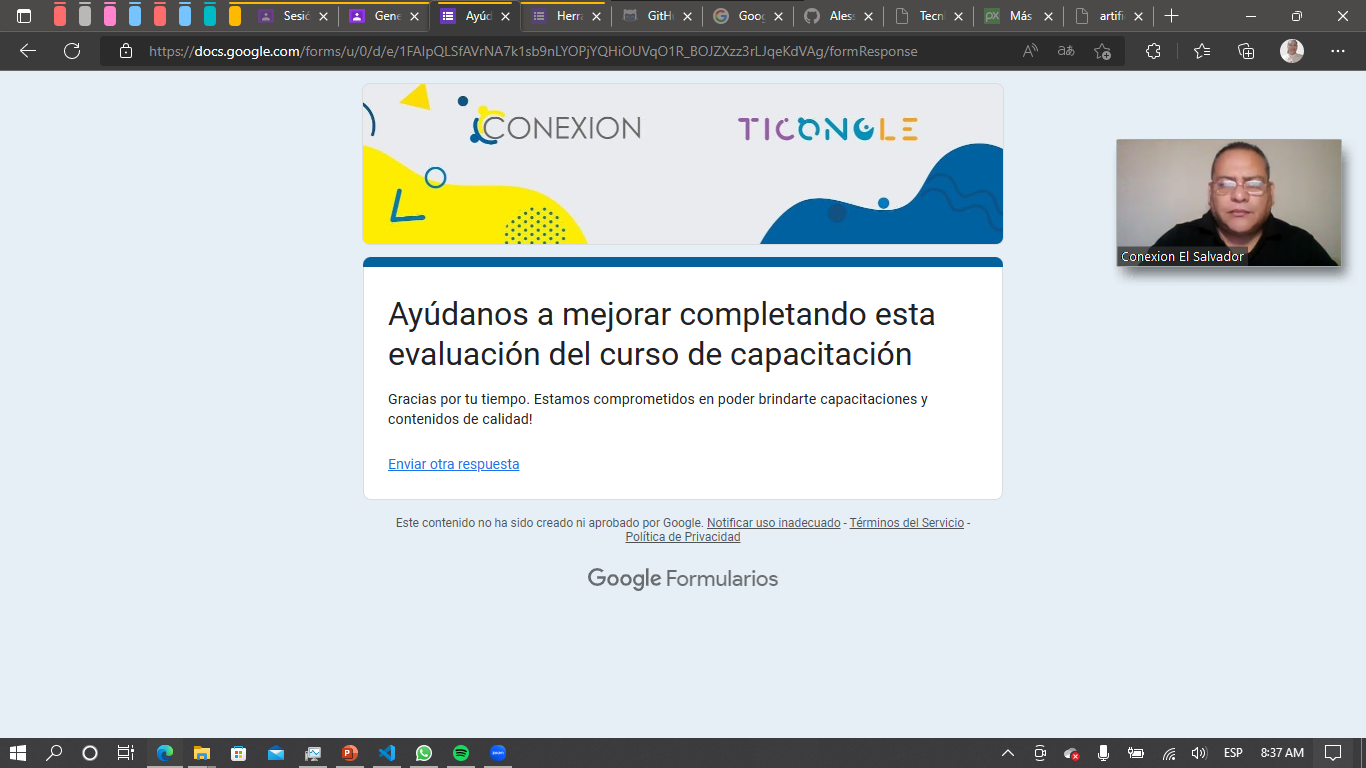 Sesió
Gene
Ayúd
Herra
GitHu
Goog
Aless
Tecni
Más
artifi
https://docs.google.com/forms/u/0/d/e/1FAIpQLSfAVrNA7k1sb9nLYOPjYQHiOUVqO1R_BOJZXzz3rLJqeKdVAg/formResponse
CONEXION
TICONGLE
Conexion El Salvador
Ayúdanos a mejorar completando esta
evaluación del curso de capacitación
Gracias por tu tiempo. Estamos comprometidos en poder brindarte capacitaciones y
contenidos de calidad!
Enviar otra respuesta
Este contenido no ha sido creado ni aprobado por Google. Notificar uso inadecuado - Términos del Servicio -
Política de Privacidad
Google Formularios
ESP
8:37 AM